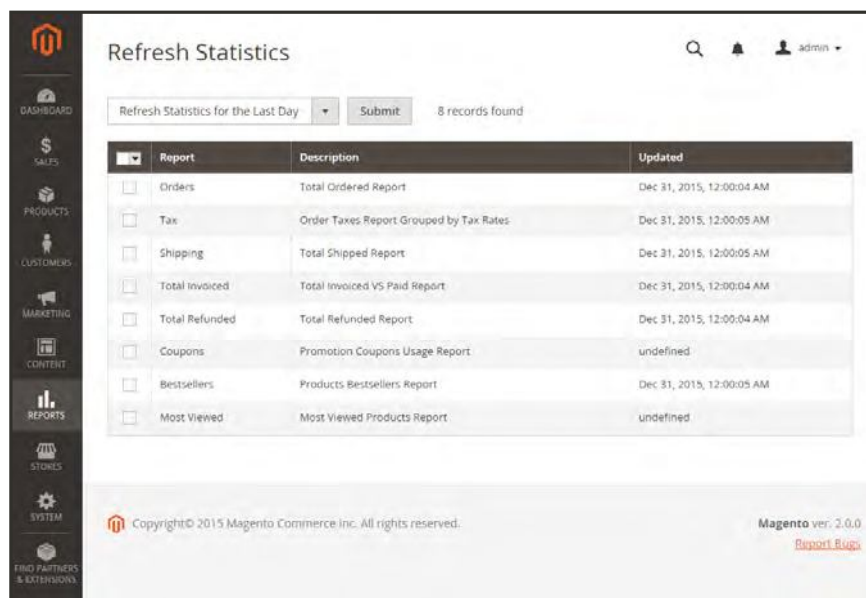 Refresh Statistics
admin
DASHBOARD
SALES
PRODUCTS
CUSTOMERS
MARKETING
CONTENT
REPORTS
STORES
SYSTEM
FIND PARTNERS
& EXTENSIONS
Refresh Statistics for the Last Day Submit 8 records found
Report Description Updated
Orders Total Ordered Report Dec 31, 2015, 12:00:04 AM
Tax Order Taxes Report Grouped by Tax Rates Dec 31, 2015, 12:00:05 AM
Shipping Total Shipped Report Dec 31, 2015, 12:00:05 AM
Total Invoiced Total Invoiced VS Paid Report Dec 31, 2015, 12:00:04 AM
Total Refunded Total Refunded Report Dec 31, 2015, 12:00:04 AM
Coupons Promotion Coupons Usage Report undefined
Bestsellers Products Bestsellers Report Dec 31, 2015, 12:00:05 AM
Most Viewed Most Viewed Products Report undefined
Copyright© 2015 Magento Commerce Inc. All rights reserved.
Magento ver. 2.0.0
Report Bugs